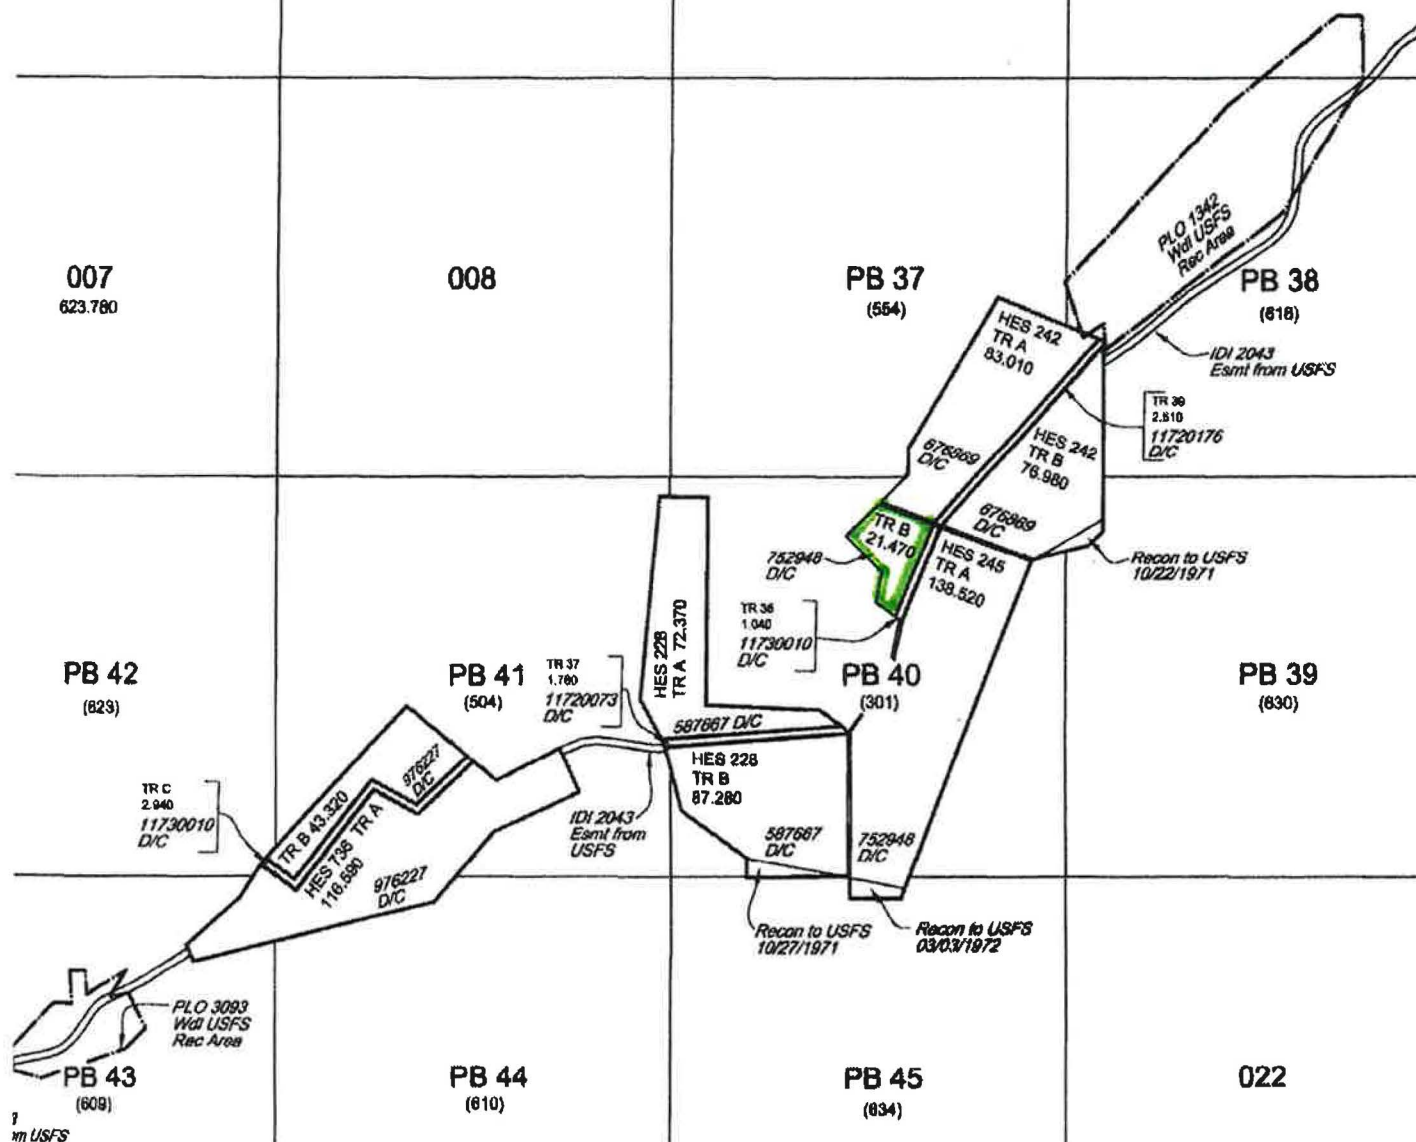 PLO 1342
Wdl USFS
Rec Area
007
623.780
008
PB 37
(554)
PB 38
(618)
HES 242
TR A
83.010
IDI 2043
Esmt from USFS
TR 39
2.510
11720176
D/C
676869
D/C
HES 242
TR B
76.980
676869
D/C
TR B
21.470
752948
D/C
HES 245
TR A
138.520
Recon to USFS
10/22/1971
TR 38
1.040
11730010
D/C
PB 42
(623)
PB 41
(504)
TR 37
1.780
11720073
D/C
HES 228
TR A 72.370
PB 40
(301)
PB 39
(630)
587667 D/C
HES 228
TR B
87.280
IDI 2043
Esmt from
USFS
587667
D/C
752948
D/C
TR C
2.940
11730010
D/C
TR B 43.320
976227
D/C
HES 736 TR A
116.590
976227
D/C
Recon to USFS
10/27/1971
Recon to USFS
03/03/1972
PLO 3093
Wdl USFS
Rec Area
PB 43
(609)
PB 44
(610)
PB 45
(634)
022
USFS